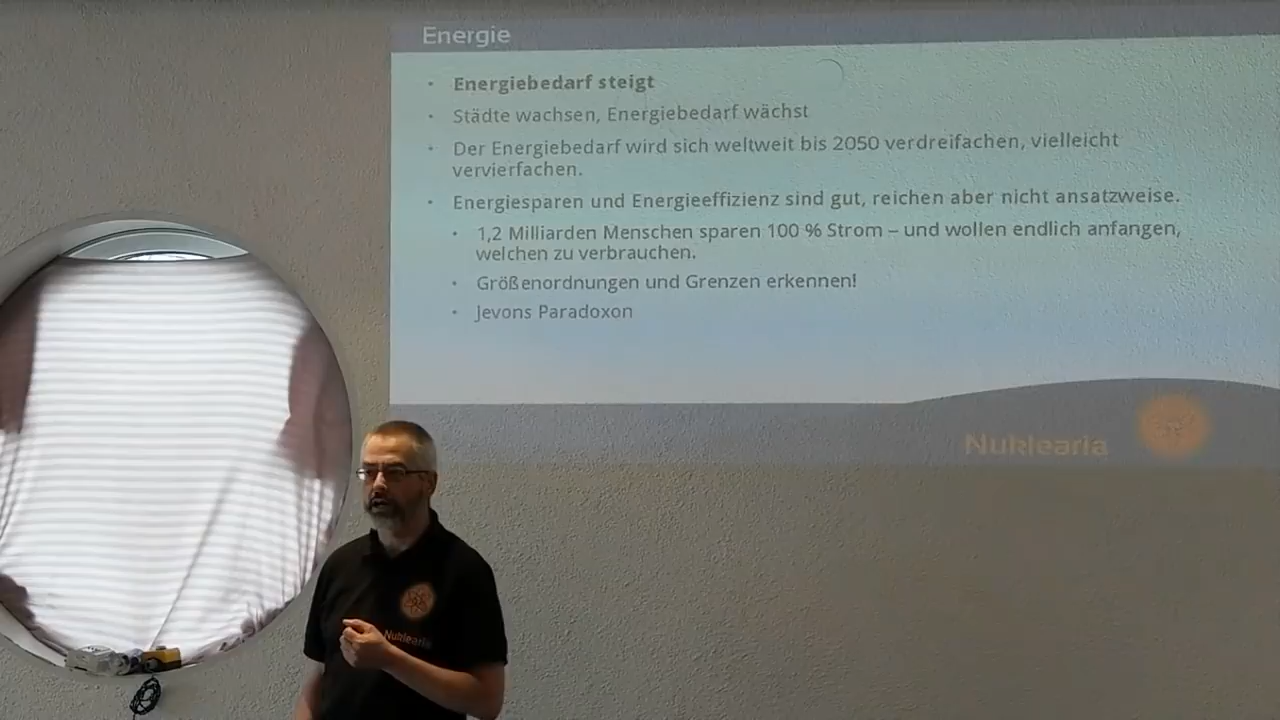 Energie
Energiebedarf steigt
Städte wachsen, Energiebedarf wächst
Der Energiebedarf wird sich weltweit bis 2050 verdreifachen, vielleicht
vervierfachen.
Energiesparen und Energieeffizienz sind gut, reichen aber nicht ansatzweise.
1,2 Milliarden Menschen sparen 100 % Strom – und wollen endlich anfangen,
welchen zu verbrauchen.
Größenordnungen und Grenzen erkennen!
Jevons Paradoxon
Nuklearia
Nuklearia